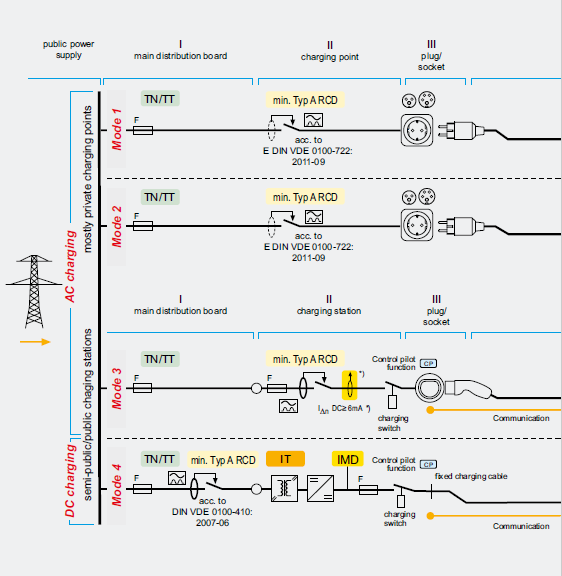 public power
supply
I
main distribution board
II
charging point
III
plug/
socket
AC charging
mostly private charging points
Mode 1
TN/TT
F
min. Typ A RCD
acc. to
E DIN VDE 0100-722:
2011-09
Mode 2
TN/TT
F
min. Typ A RCD
acc. to
E DIN VDE 0100-722:
2011-09
I
main distribution board
II
charging station
III
plug/
socket
semi-public/public chaging stations
Mode 3
TN/TT
F
min. Typ A RCD
F
*)
I∆n DC≥6mA *)
Control pilot
function
CP
charging
switch
Communication
DC charging
Mode 4
TN/TT
F
min. Typ A RCD
acc. to
DIN VDE 0100-410:
2007-06
IT
IMD
F
Control pilot
function
CP
fixed charging cable
charging
switch
Communication